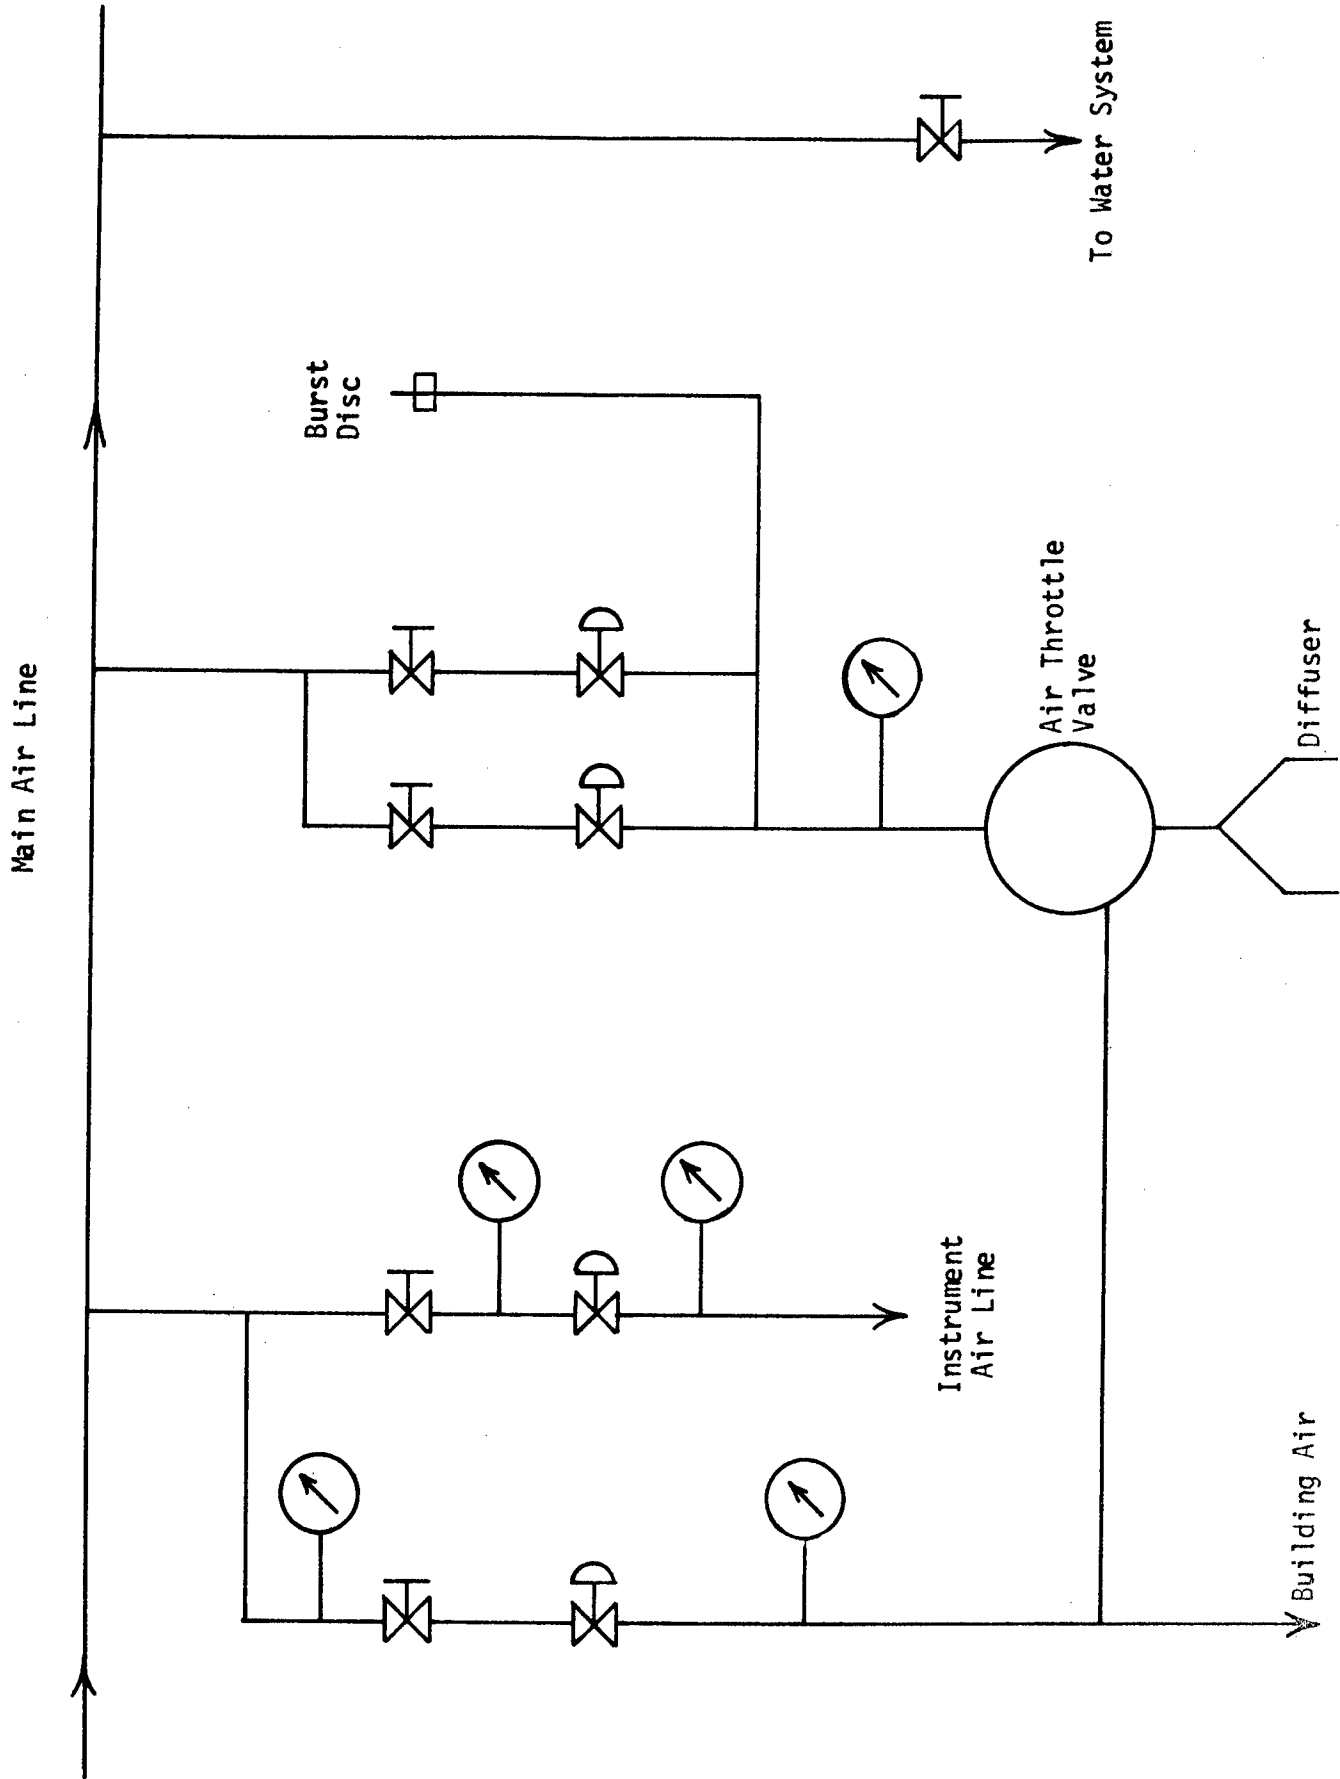 Main Air Line
Burst
Disc
To Water System
Air Throttle
Valve
Diffuser
Instrument
Air Line
Building Air